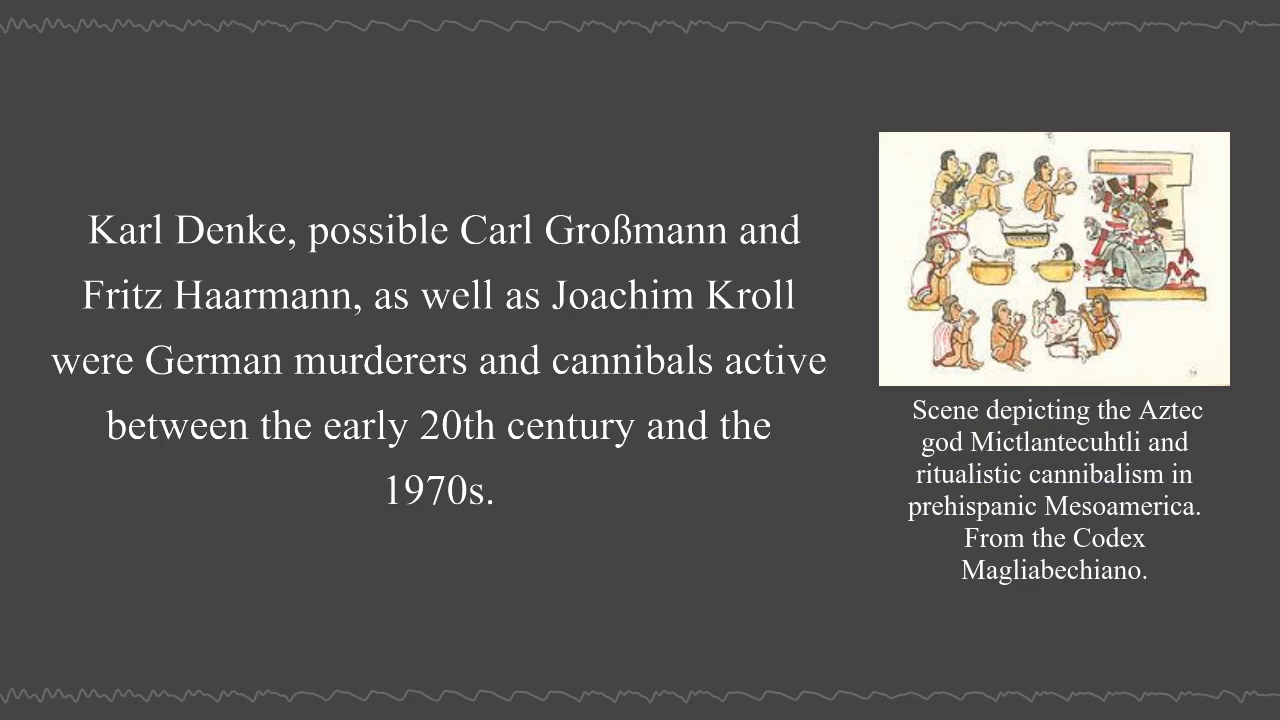 Karl Denke, possible Carl Großmann and
Fritz Haarmann, as well as Joachim Kroll
were German murderers and cannibals active
between the early 20th century and the
1970s.
Scene depicting the Aztec
god Mictlantecuhtli and
ritualistic cannibalism in
prehispanic Mesoamerica.
From the Codex
Magliabechiano.